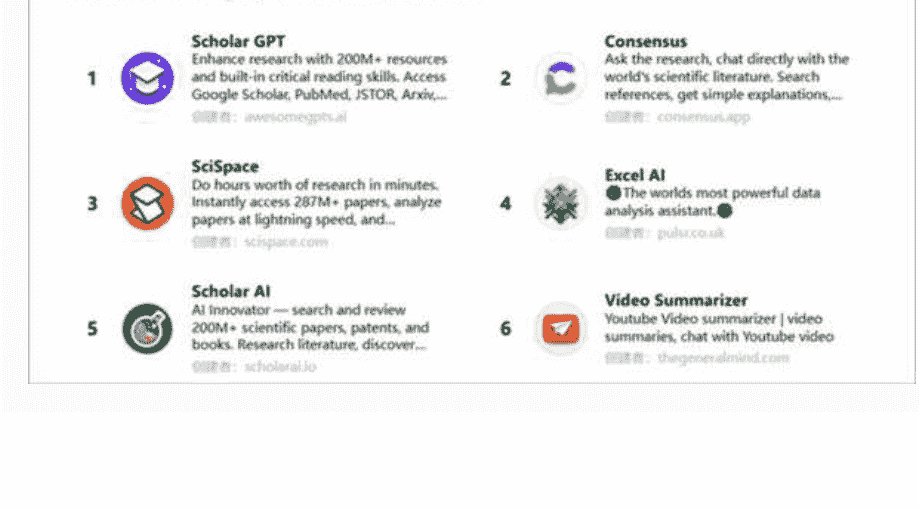 1
Scholar GPT
Enhance research with 200M+ resources
and built-in critical reading skills. Access
Google Scholar, PubMed, JSTOR, Arxiv,...
awesomegpts.ai
2
Consensus
Ask the research, chat directly with the
world's scientific literature. Search
references, get simple explanations,...
consensus.app
3
SciSpace
Do hours worth of research in minutes.
Instantly access 287M+ papers, analyze
papers at lightning speed, and...
scispace.com
4
Excel AI
The worlds most powerful data
analysis assistant.
pulsr.co.uk
5
Scholar AI
AI Innovator — search and review
200M+ scientific papers, patents, and
books. Research literature, discover...
scholarai.io
6
Video Summarizer
Youtube Video summarizer | video
summaries, chat with Youtube video
thegeneralmind.com